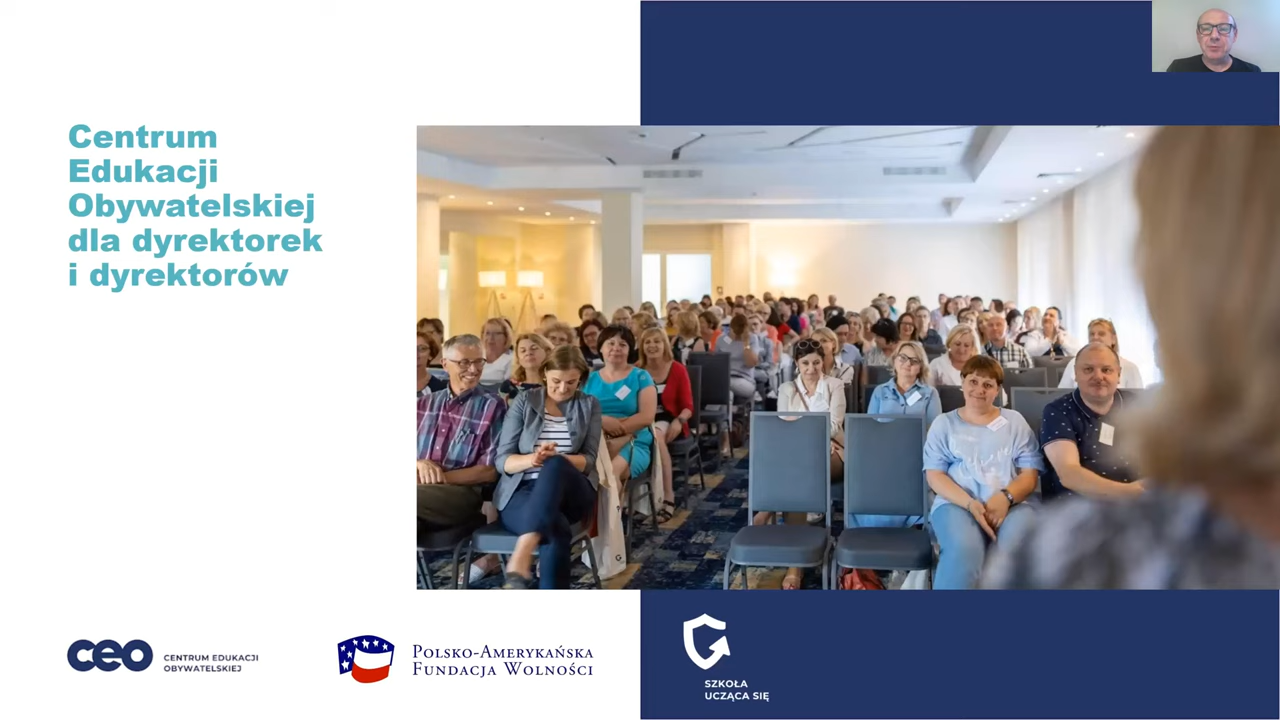 Centrum
Edukacji
Obywatelskiej
dla dyrektorek
i dyrektorów
ceo
CENTRUM EDUKACJI
OBYWATELSKIEJ
POLSKO-AMERYKAŃSKA
FUNDACJA WOLNOŚCI
SZKOŁA
UCZĄCA SIĘ